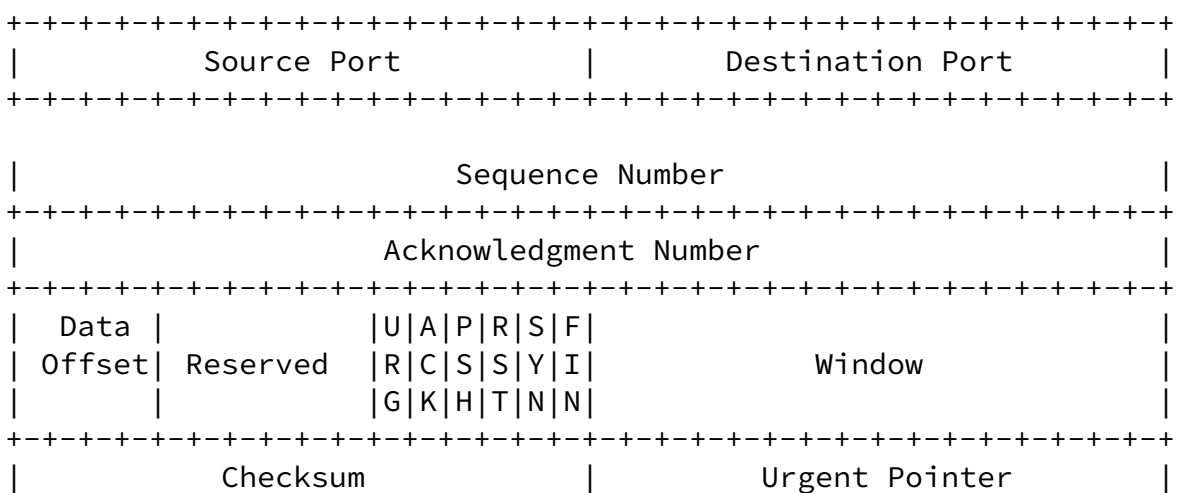 +-+-+-+-+-+-+-+-+-+-+-+-+-+-+-+-+-+-+-+-+-+-+-+-+-+-+-+-+-+-+-+-+
|          Source Port          |       Destination Port        |
+-+-+-+-+-+-+-+-+-+-+-+-+-+-+-+-+-+-+-+-+-+-+-+-+-+-+-+-+-+-+-+-+
|                        Sequence Number                        |
+-+-+-+-+-+-+-+-+-+-+-+-+-+-+-+-+-+-+-+-+-+-+-+-+-+-+-+-+-+-+-+-+
|                    Acknowledgment Number                      |
+-+-+-+-+-+-+-+-+-+-+-+-+-+-+-+-+-+-+-+-+-+-+-+-+-+-+-+-+-+-+-+-+
|  Data |           |U|A|P|R|S|F|                               |
| Offset| Reserved  |R|C|S|S|Y|I|            Window             |
|       |           |G|K|H|T|N|N|                               |
+-+-+-+-+-+-+-+-+-+-+-+-+-+-+-+-+-+-+-+-+-+-+-+-+-+-+-+-+-+-+-+-+
|           Checksum            |         Urgent Pointer        |